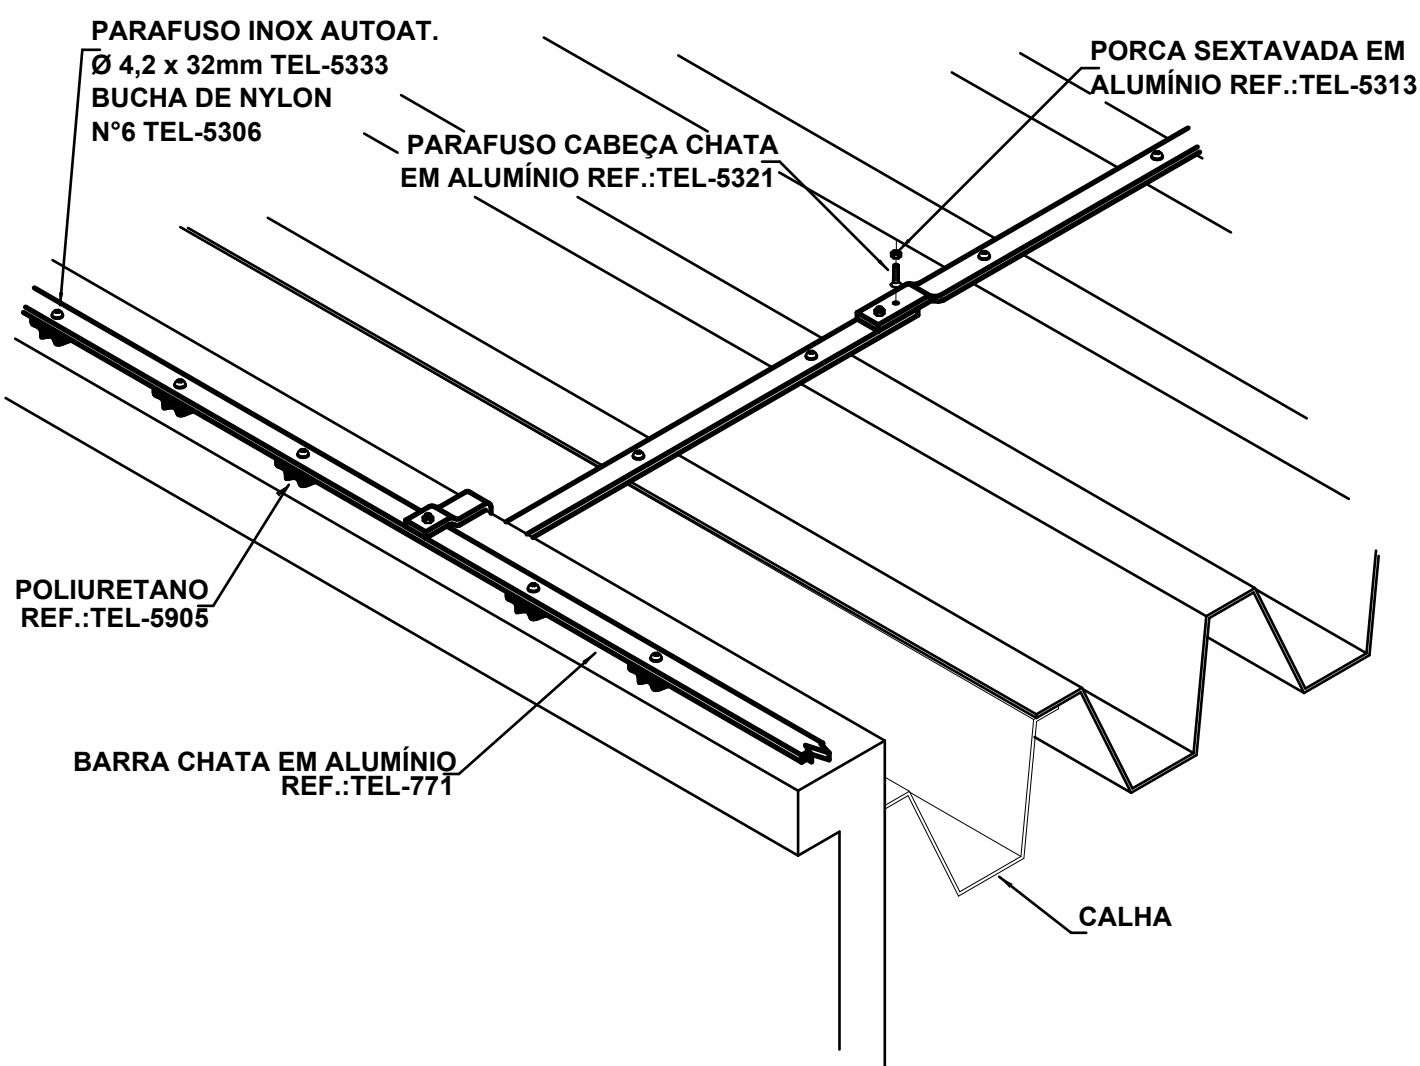 PARAFUSO INOX AUTOAT.
Ø 4,2 x 32mm TEL-5333
BUCHA DE NYLON
N°6 TEL-5306
PORCA SEXTAVADA EM
ALUMÍNIO REF.:TEL-5313
PARAFUSO CABEÇA CHATA
EM ALUMÍNIO REF.:TEL-5321
POLIURETANO
REF.:TEL-5905
BARRA CHATA EM ALUMÍNIO
REF.:TEL-771
CALHA